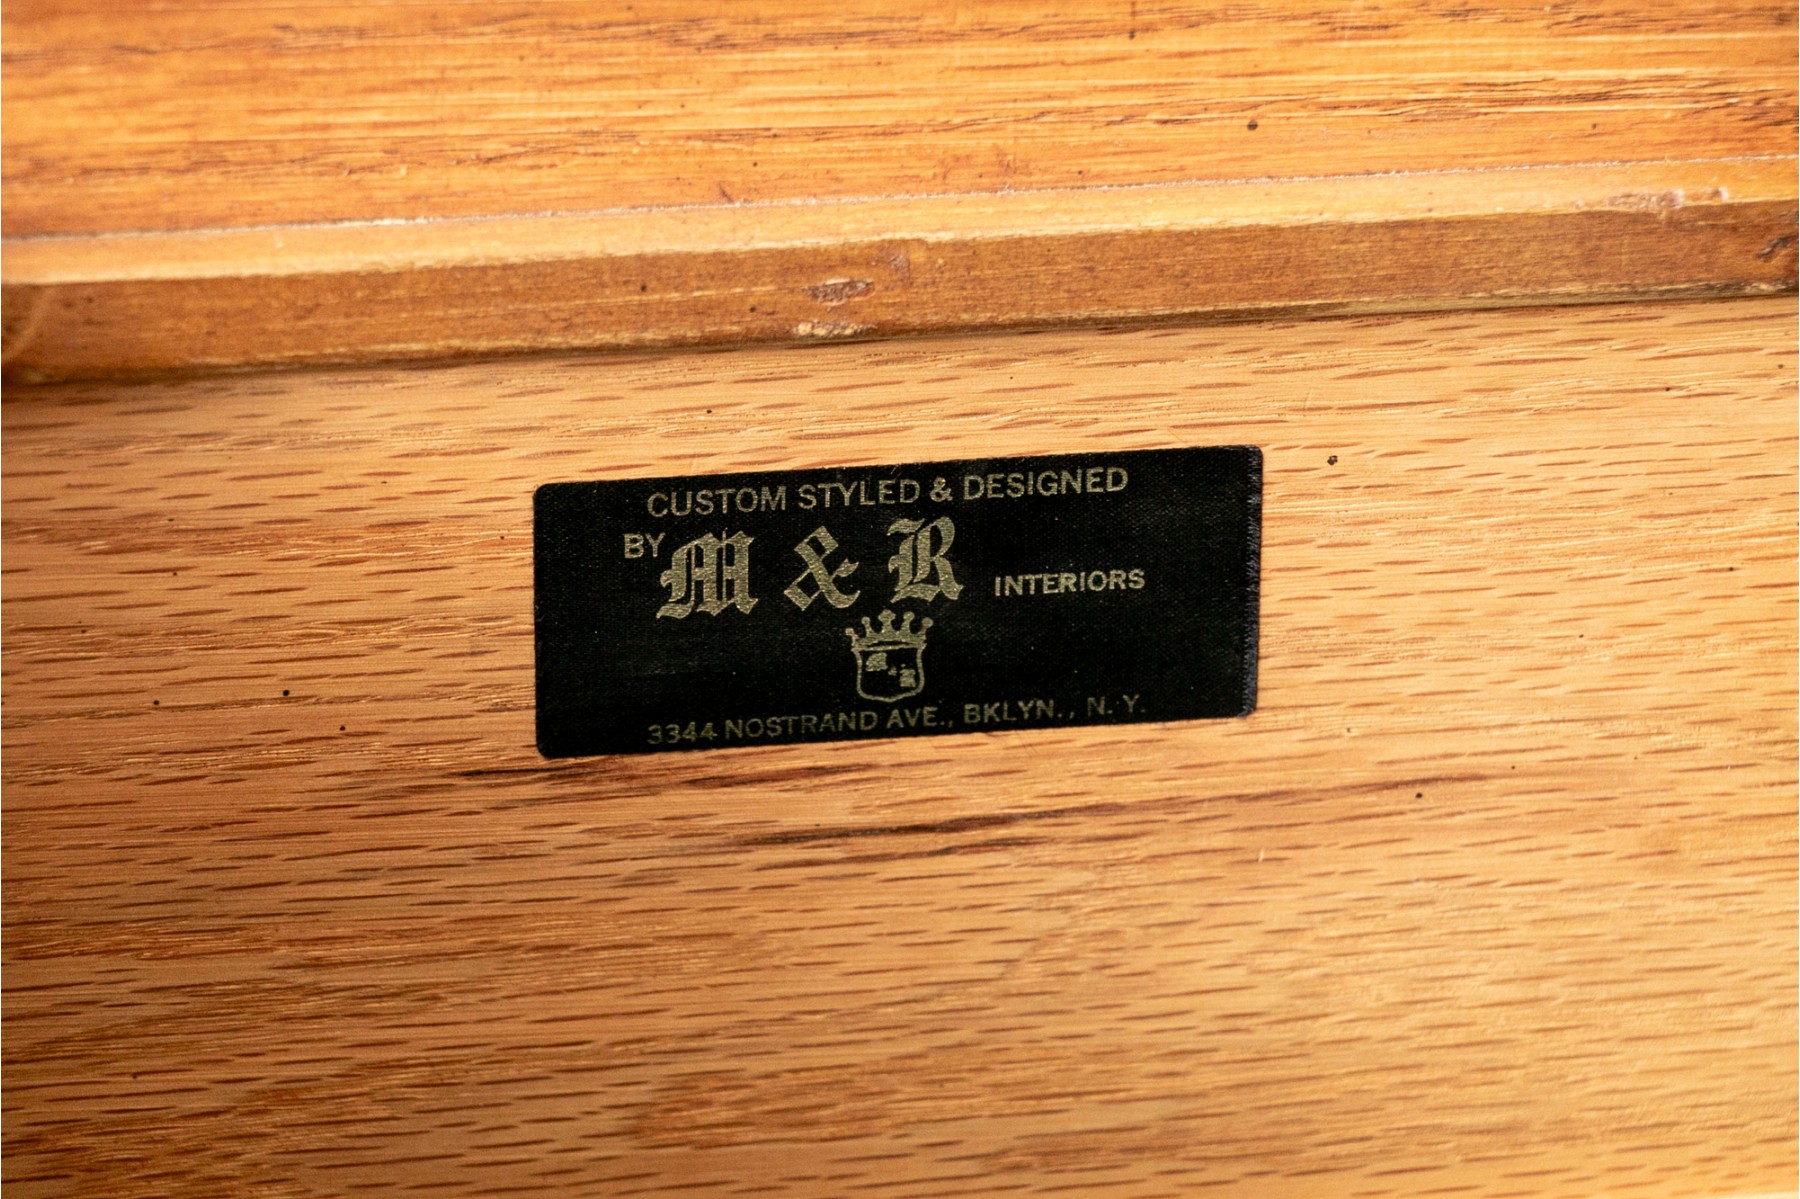 CUSTOM STYLED & DESIGNED
BY M & R INTERIORS
3344 NOSTRAND AVE., BKLYN., N. Y.